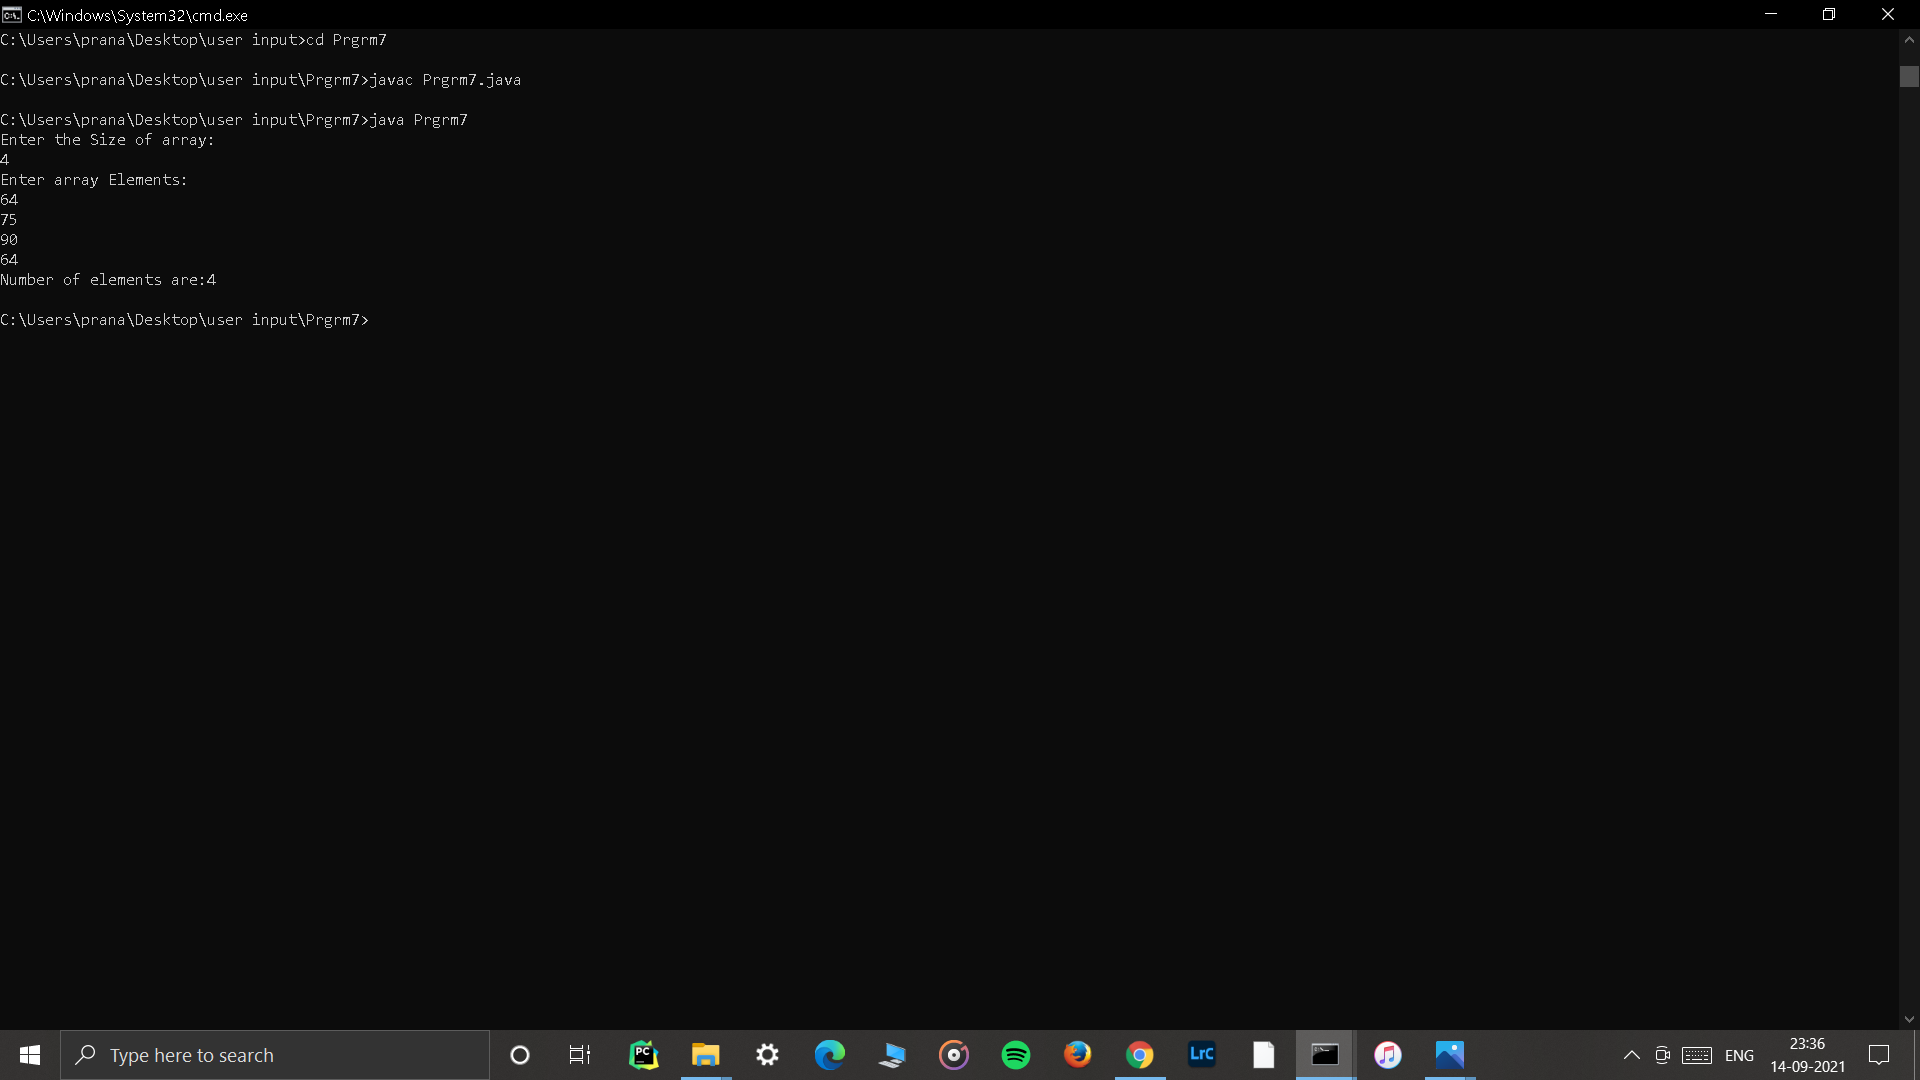 C:\Windows\System32\cmd.exe
C:\Users\prana\Desktop\user input>cd Prgrm7
C:\Users\prana\Desktop\user input\Prgrm7>javac Prgrm7.java
C:\Users\prana\Desktop\user input\Prgrm7>java Prgrm7
Enter the Size of array:
4
Enter array Elements:
64
75
90
64
Number of elements are:4
C:\Users\prana\Desktop\user input\Prgrm7>
Type here to search
PC
LrC
ENG
23:36
14-09-2021